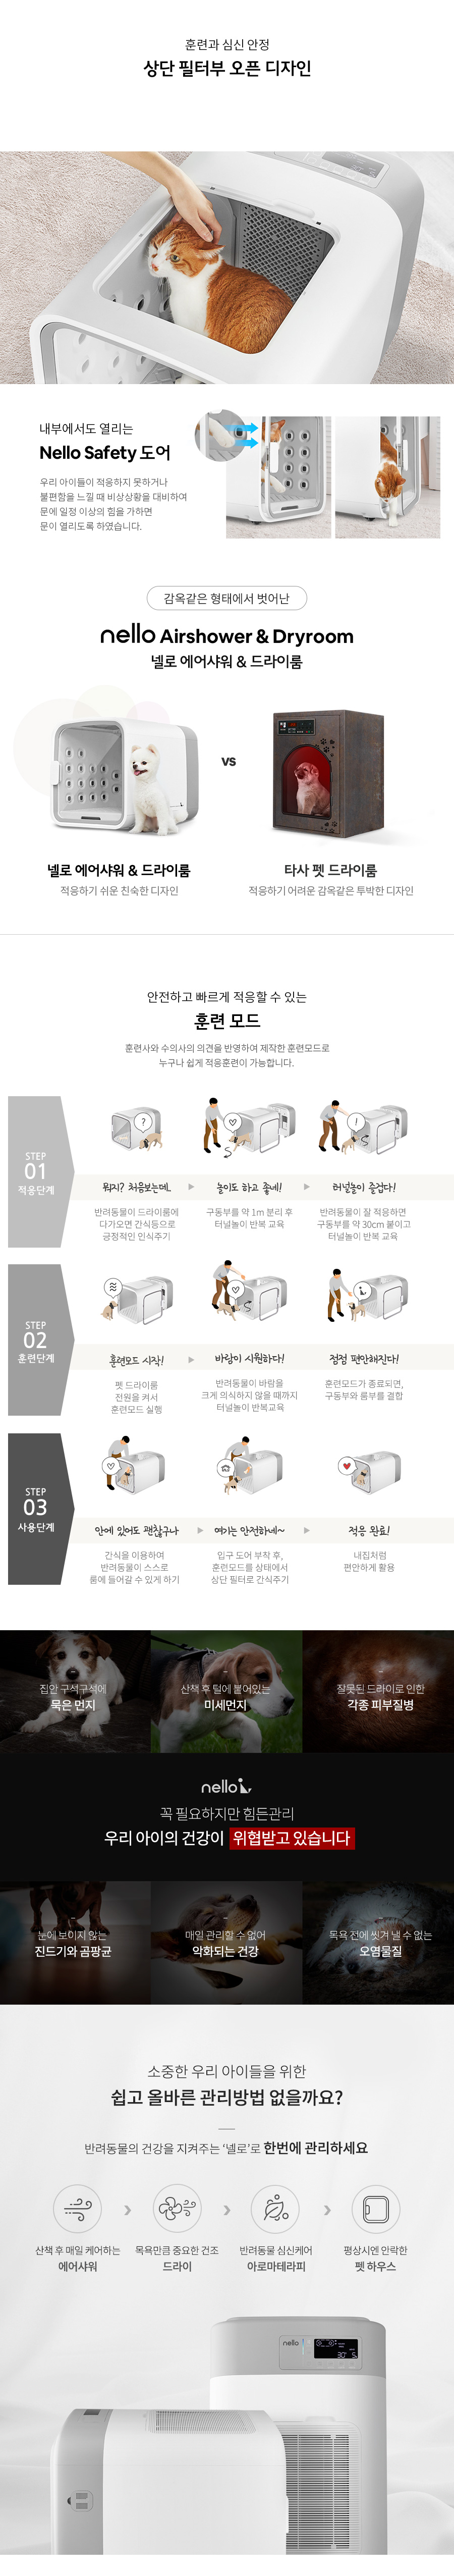 훈련과 심신 안정
상단 필터부 오픈 디자인
내부에서도 열리는
Nello Safety 도어
우리 아이들이 적응하지 못하거나
불편함을 느낄 때 비상상황을 대비하여
문에 일정 이상의 힘을 가하면
문이 열리도록 하였습니다.
감옥같은 형태에서 벗어난
nello Airshower & Dryroom
넬로 에어샤워 & 드라이룸
vs
넬로 에어샤워 & 드라이룸
적응하기 쉬운 친숙한 디자인
타사 펫 드라이룸
적응하기 어려운 감옥같은 투박한 디자인
안전하고 빠르게 적응할 수 있는
훈련 모드
훈련사와 수의사의 의견을 반영하여 제작한 훈련모드로
누구나 쉽게 적응훈련이 가능합니다.
STEP
01
적응단계
?
!
뭐지? 처음보는데..
놀이도 하고 좋네!
터널놀이 즐겁다!
반려동물이 드라이룸에
다가오면 간식등으로
긍정적인 인식주기
구동부를 약 1m 분리 후
터널놀이 반복 교육
반려동물이 잘 적응하면
구동부를 약 30cm 붙이고
터널놀이 반복 교육
STEP
02
훈련단계
훈련모드 시작!
바람이 시원하다!
점점 편안해진다!
펫 드라이룸
전원을 켜서
훈련모드 실행
반려동물이 바람을
크게 의식하지 않을 때까지
터널놀이 반복교육
훈련모드가 종료되면,
구동부와 룸부를 결합
STEP
03
사용단계
안에 있어도 괜찮구나
여기는 안전하네~
적응 완료!
간식을 이용하여
반려동물이 스스로
룸에 들어갈 수 있게 하기
입구 도어 부착 후,
훈련모드를 상태에서
상단 필터로 간식주기
내집처럼
편안하게 활용
집안 구석구석에
묵은 먼지
산책 후 털에 붙어있는
미세먼지
잘못된 드라이로 인한
각종 피부질병
nello
꼭 필요하지만 힘든관리
우리 아이의 건강이 위협받고 있습니다
눈에 보이지 않는
진드기와 곰팡균
매일 관리할 수 없어
악화되는 건강
목욕 전에 씻겨 낼 수 없는
오염물질
소중한 우리 아이들을 위한
쉽고 올바른 관리방법 없을까요?
반려동물의 건강을 지켜주는 ‘넬로’로 한번에 관리하세요
산책 후 매일 케어하는
에어샤워
목욕만큼 중요한 건조
드라이
반려동물 심신케어
아로마테라피
평상시엔 안락한
펫 하우스
nello
30°